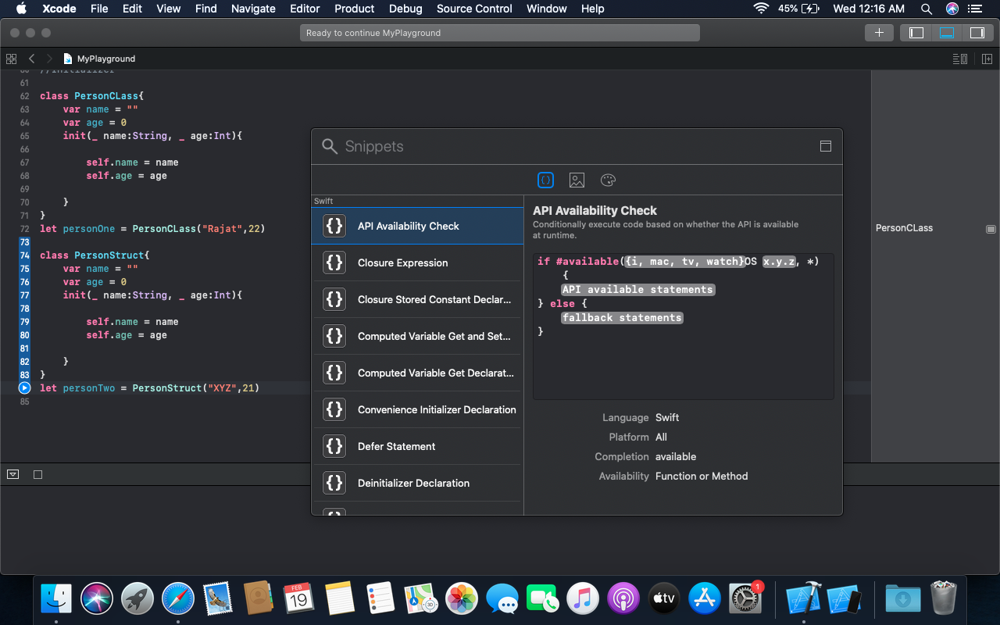 Xcode File Edit View Find Navigate Editor Product Debug Source Control Window Help 45% Wed 12:16 AM
Ready to continue MyPlayground
MyPlayground
60 //Initializer
61
62 class PersonCLass{
63 var name = ""
64 var age = 0
65 init(_ name:String, _ age:Int){
66
67 self.name = name
68 self.age = age
69
70 }
71 }
72 let personOne = PersonCLass("Rajat",22)
73
74 class PersonStruct{
75 var name = ""
76 var age = 0
77 init(_ name:String, _ age:Int){
78
79 self.name = name
80 self.age = age
81
82 }
83 }
let personTwo = PersonStruct("XYZ",21)
85
PersonCLass
Snippets
Swift
{} API Availability Check
{} Closure Expression
{} Closure Stored Constant Declar...
{} Computed Variable Get and Set...
{} Computed Variable Get Declarat...
{} Convenience Initializer Declaration
{} Defer Statement
{} Deinitializer Declaration
API Availability Check
Conditionally execute code based on whether the API is available
at runtime.
if #available({i, mac, tv, watch}OS x.y.z, *)
{
API available statements
} else {
fallback statements
}
Language Swift
Platform All
Completion available
Availability Function or Method
FEB
19
3D
tv
1